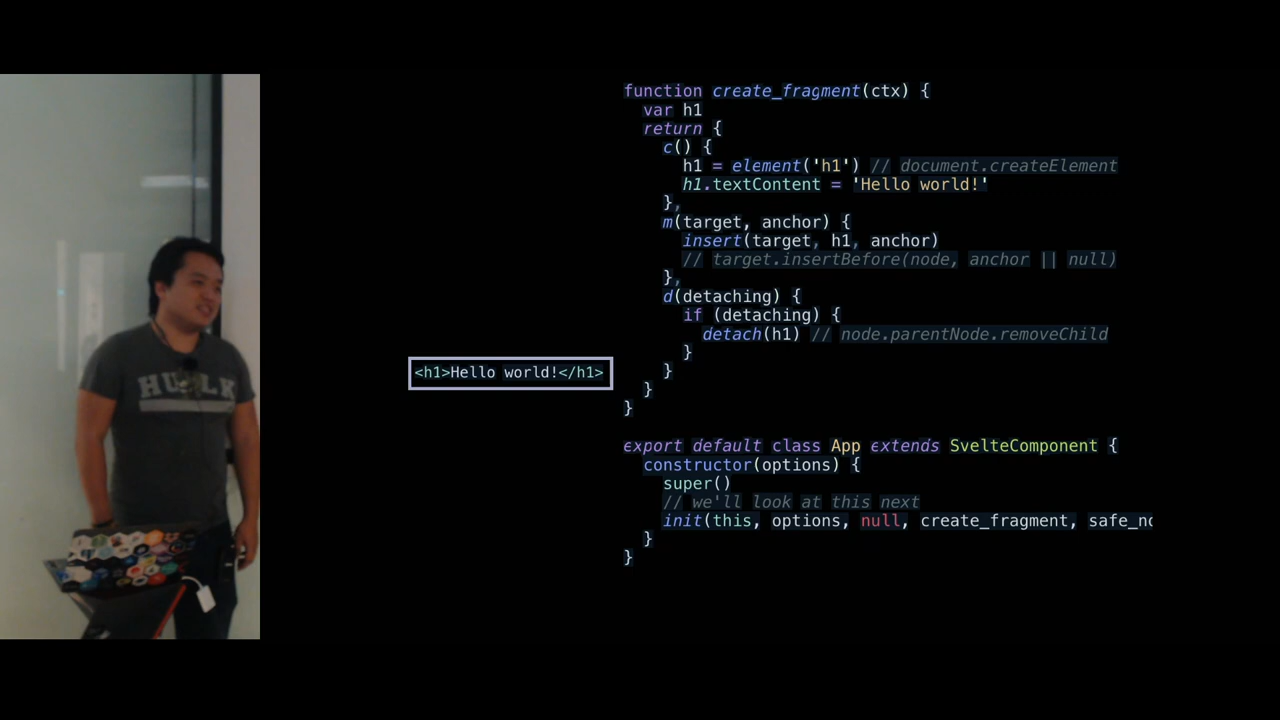 HULK
<h1>Hello world!</h1>
function create_fragment(ctx) {
  var h1
  return {
    c() {
      h1 = element('h1') // document.createElement
      h1.textContent = 'Hello world!'
    },
    m(target, anchor) {
      insert(target, h1, anchor)
      // target.insertBefore(node, anchor || null)
    },
    d(detaching) {
      if (detaching) {
        detach(h1) // node.parentNode.removeChild
      }
    }
  }
}
export default class App extends SvelteComponent {
  constructor(options) {
    super()
    // we'll look at this next
    init(this, options, null, create_fragment,
  }
}